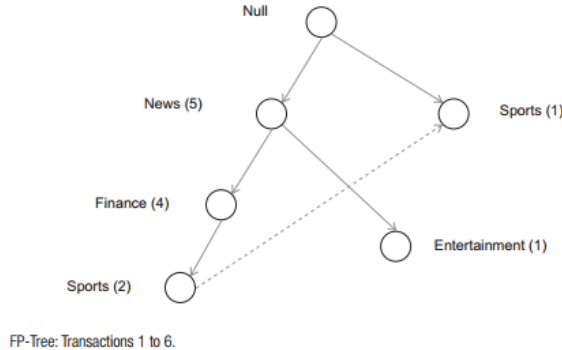 Null
News (5)
Sports (1)
Finance (4)
Entertainment (1)
Sports (2)
FP-Tree: Transactions 1 to 6.